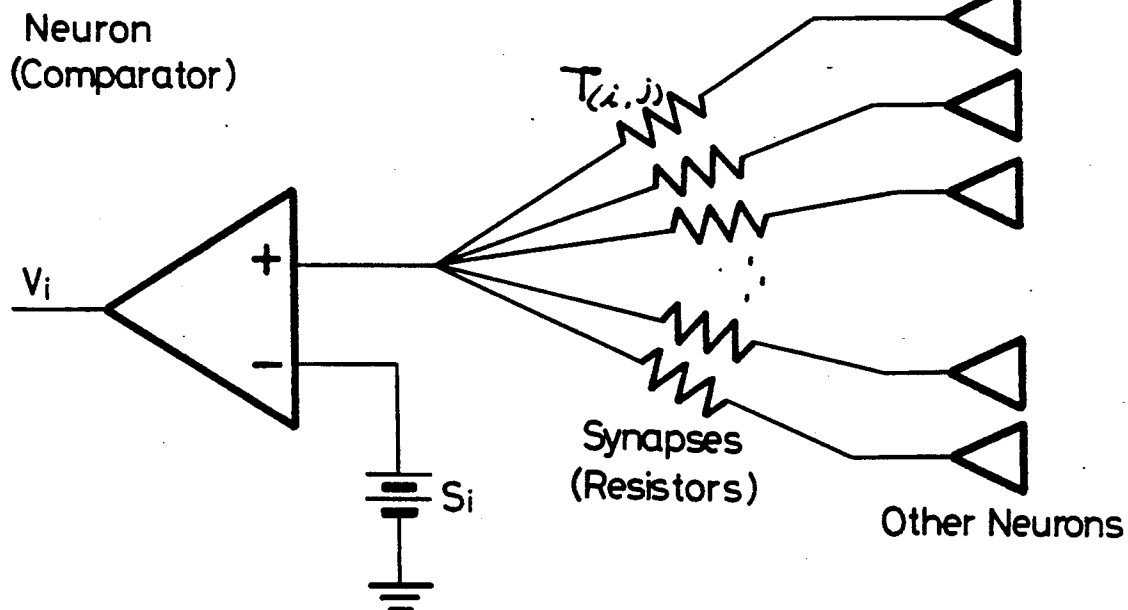 Neuron
(Comparator)
T(i,j)
+
Vi
−
Si
Synapses
(Resistors)
Other Neurons